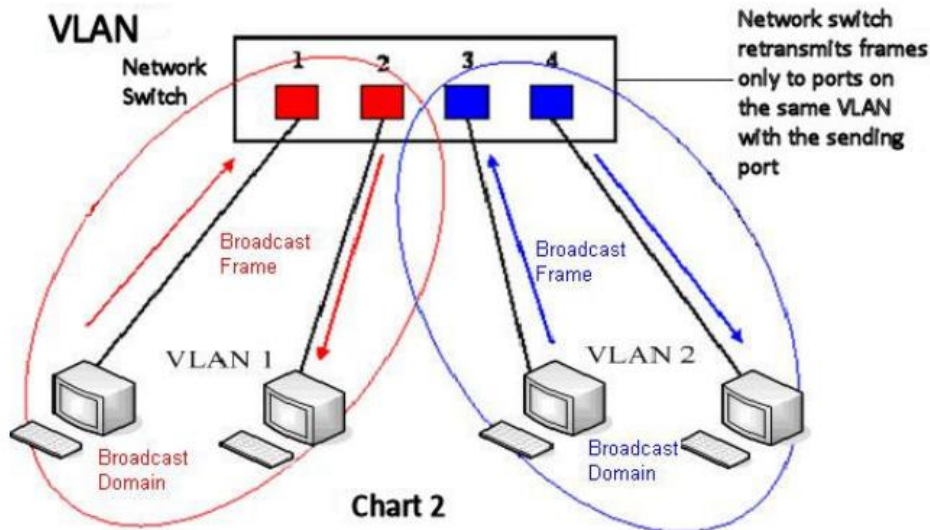 VLAN
Network
Switch
1
2
3
4
Network switch
retransmits frames
only to ports on
the same VLAN
with the sending
port
Broadcast
Frame
Broadcast
Frame
VLAN 1
VLAN 2
Broadcast
Domain
Broadcast
Domain
Chart 2